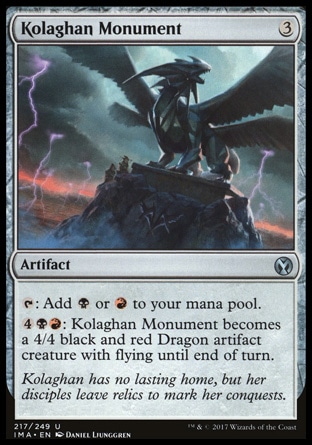 Kolaghan Monument 3
Artifact
: Add or to your mana pool.
4 : Kolaghan Monument becomes
a 4/4 black and red Dragon artifact
creature with flying until end of turn.
Kolaghan has no lasting home, but her
disciples leave relics to mark her conquests.
217/249 U
IMA • EN Daniel Ljunggren
™ & © 2017 Wizards of the Coast